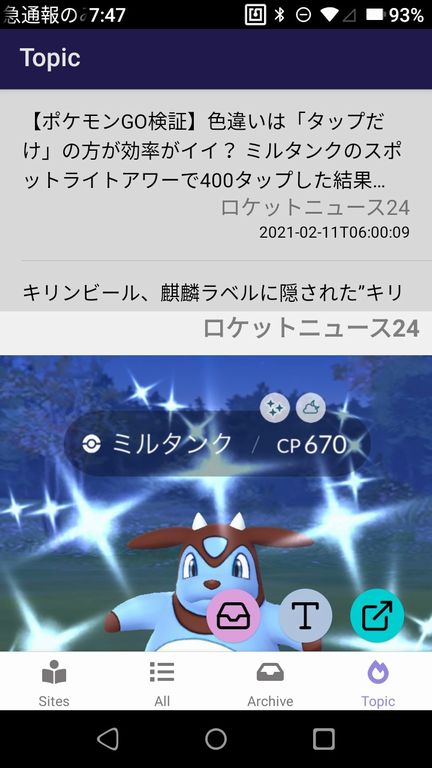 急通報の 7:47 93%
Topic
【ポケモンGO検証】色違いは「タップだ
け」の方が効率がイイ？ ミルタンクのスポ
ットライトアワーで400タップした結果...
ロケットニュース24
2021-02-11T06:00:09
キリンビール、麒麟ラベルに隠された”キリ
ロケットニュース24
ミルタンク / CP670
T
Sites All Archive Topic